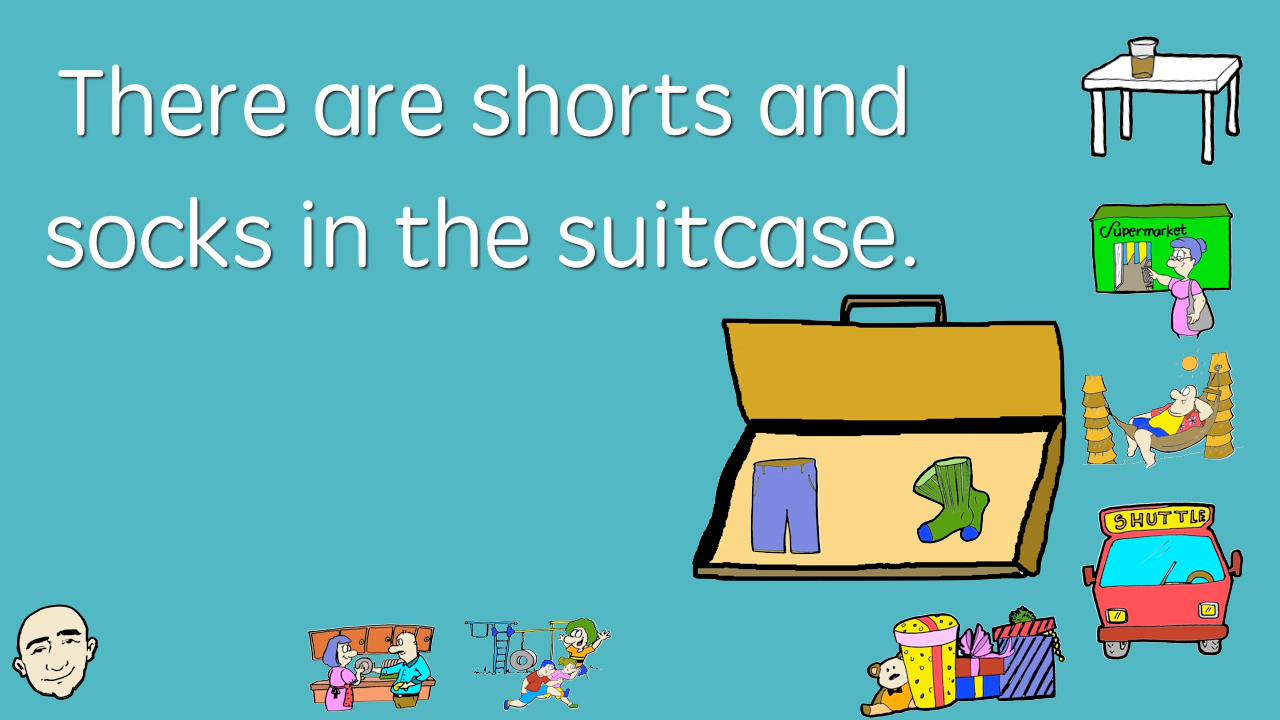 There are shorts and
socks in the suitcase.
Supermarket
SHUTTLE